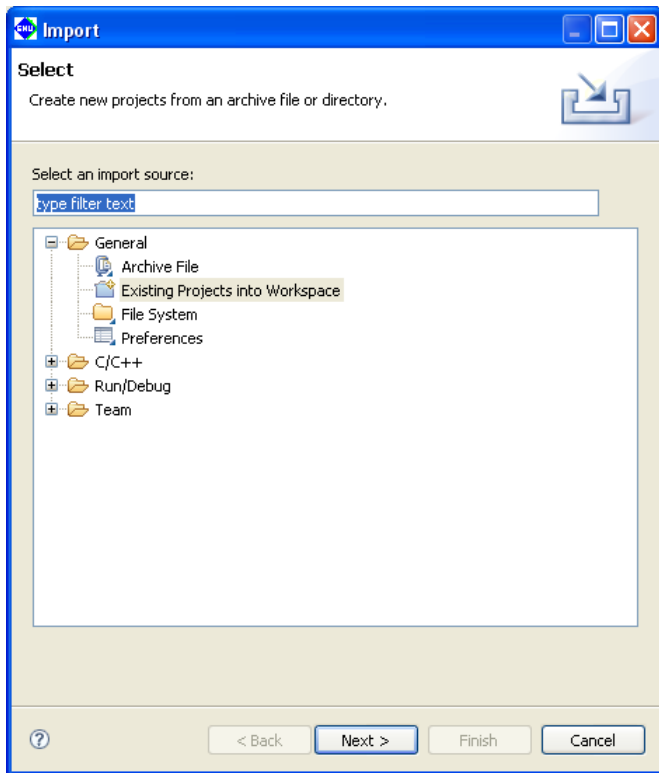 GNU Import
Select
Create new projects from an archive file or directory.
Select an import source:
type filter text
General
Archive File
Existing Projects into Workspace
File System
Preferences
C/C++
Run/Debug
Team
? < Back Next > Finish Cancel